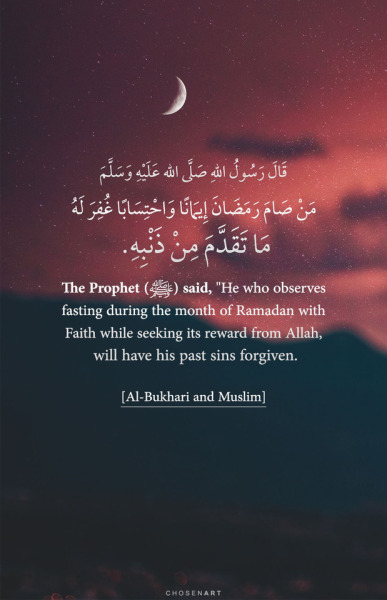 قَالَ رَسُولُ اللهِ صَلَّى الله عَلَيْهِ وَسَلَّمَ
مَنْ صَامَ رَمَضَانَ إِيمَانًا وَاحْتِسَابًا غُفِرَ لَهُ
مَا تَقَدَّمَ مِنْ ذَنْبِهِ.
The Prophet (ﷺ) said, "He who observes
fasting during the month of Ramadan with
Faith while seeking its reward from Allah,
will have his past sins forgiven.
[Al-Bukhari and Muslim]
CHOSENART